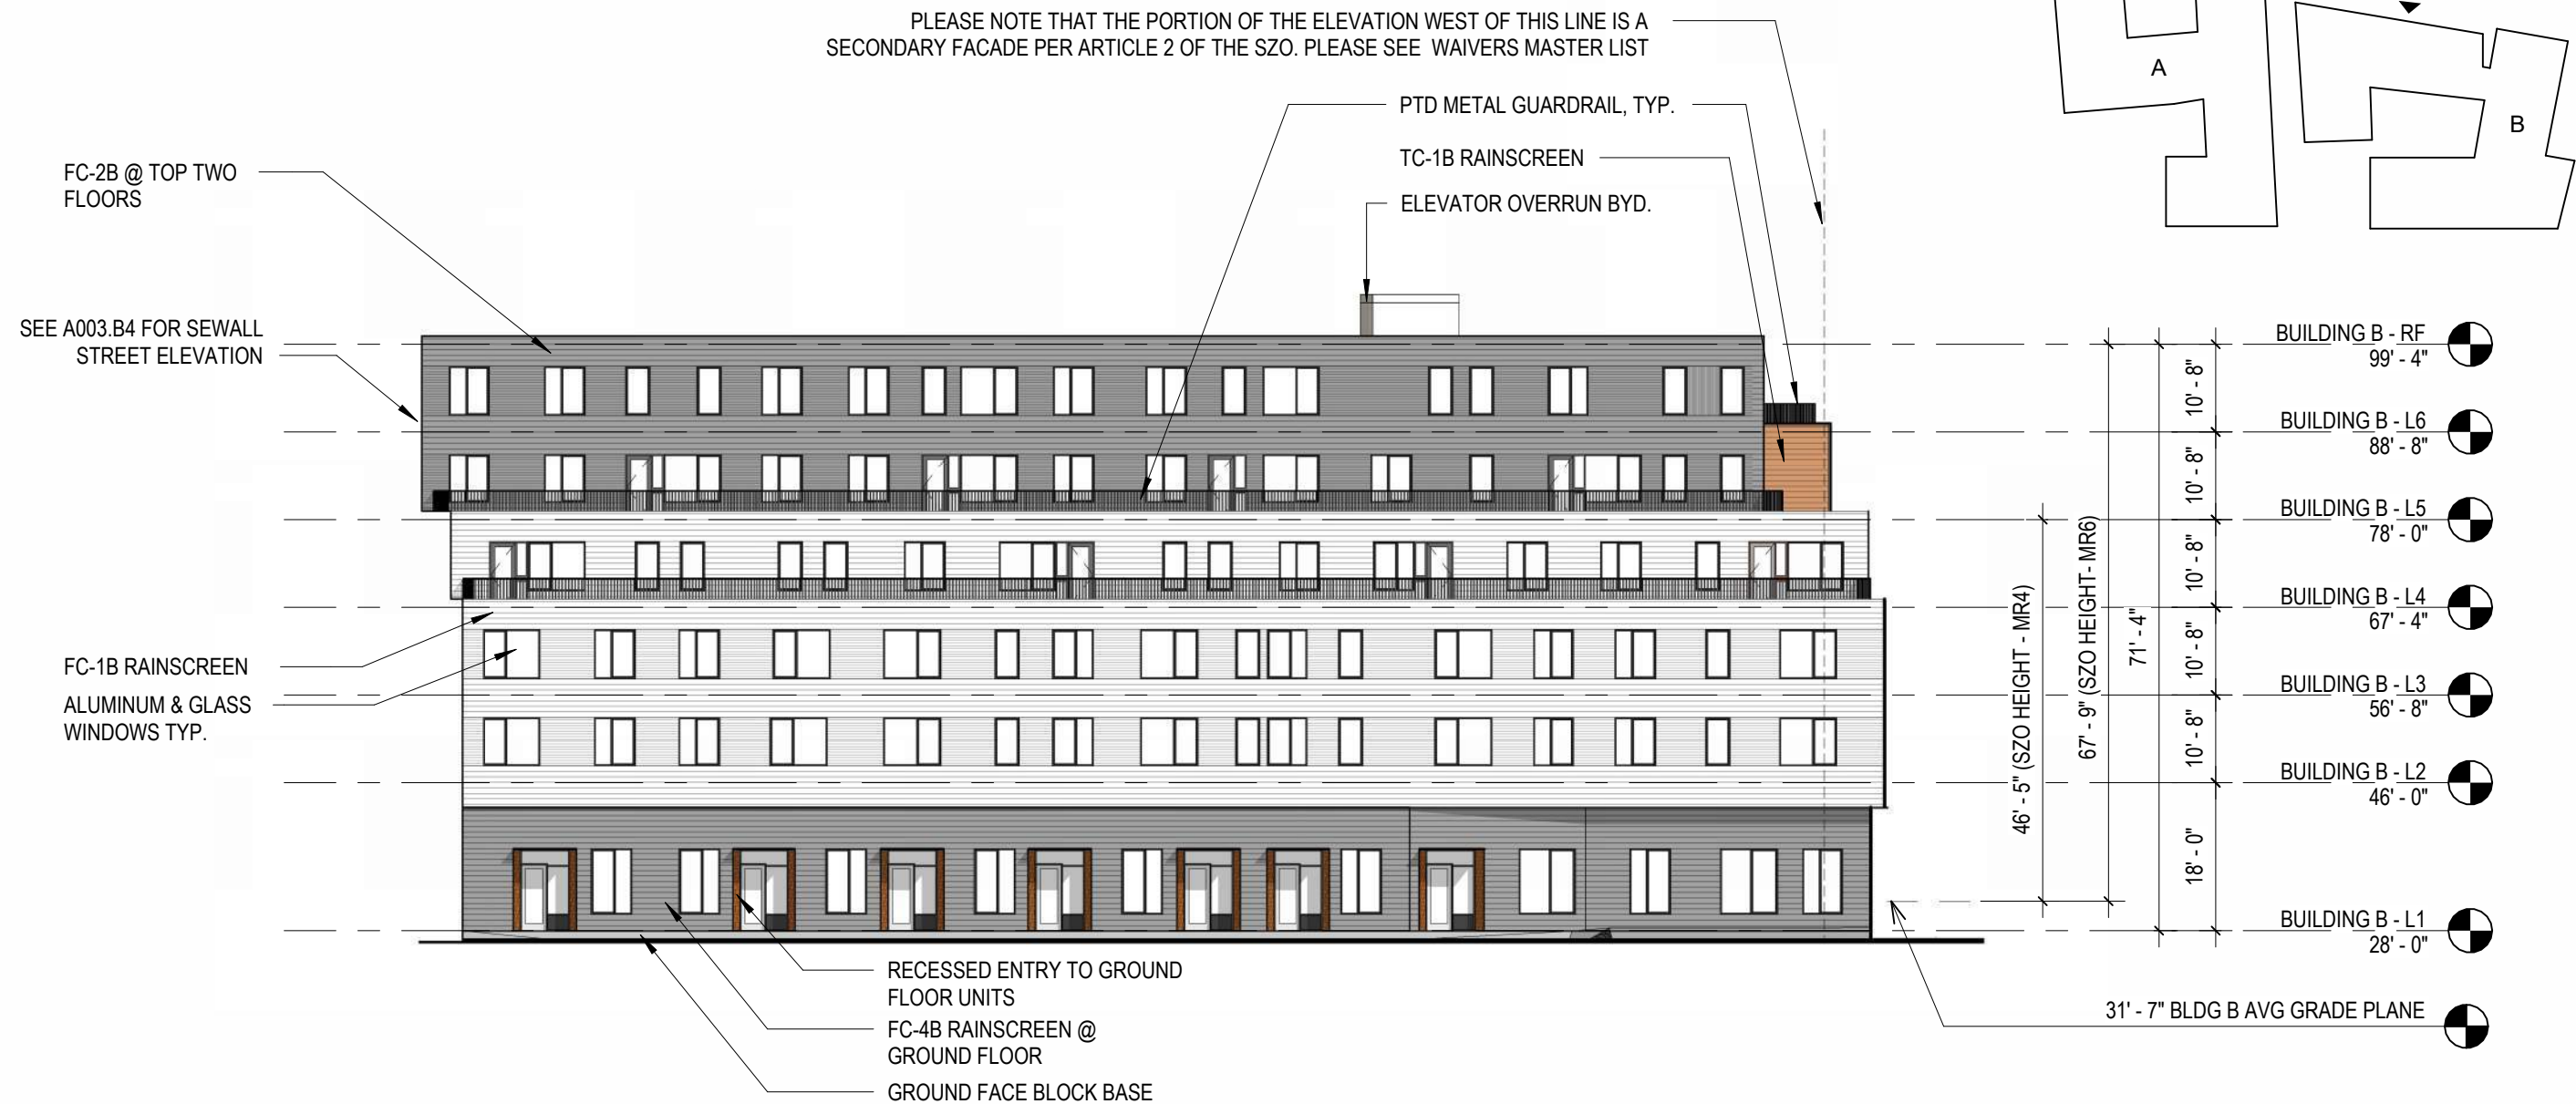 PLEASE NOTE THAT THE PORTION OF THE ELEVATION WEST OF THIS LINE IS A
SECONDARY FACADE PER ARTICLE 2 OF THE SZO. PLEASE SEE WAIVERS MASTER LIST
A
B
PTD METAL GUARDRAIL, TYP.
TC-1B RAINSCREEN
ELEVATOR OVERRUN BYD.
FC-2B @ TOP TWO
FLOORS
SEE A003.B4 FOR SEWALL
STREET ELEVATION
FC-1B RAINSCREEN
ALUMINUM & GLASS
WINDOWS TYP.
RECESSED ENTRY TO GROUND
FLOOR UNITS
FC-4B RAINSCREEN @
GROUND FLOOR
GROUND FACE BLOCK BASE
46' - 5" (SZO HEIGHT - MR4)
67' - 9" (SZO HEIGHT- MR6)
71' - 4"
10' - 8"
10' - 8"
10' - 8"
10' - 8"
10' - 8"
18' - 0"
BUILDING B - RF
99' - 4"
BUILDING B - L6
88' - 8"
BUILDING B - L5
78' - 0"
BUILDING B - L4
67' - 4"
BUILDING B - L3
56' - 8"
BUILDING B - L2
46' - 0"
BUILDING B - L1
28' - 0"
31' - 7" BLDG B AVG GRADE PLANE